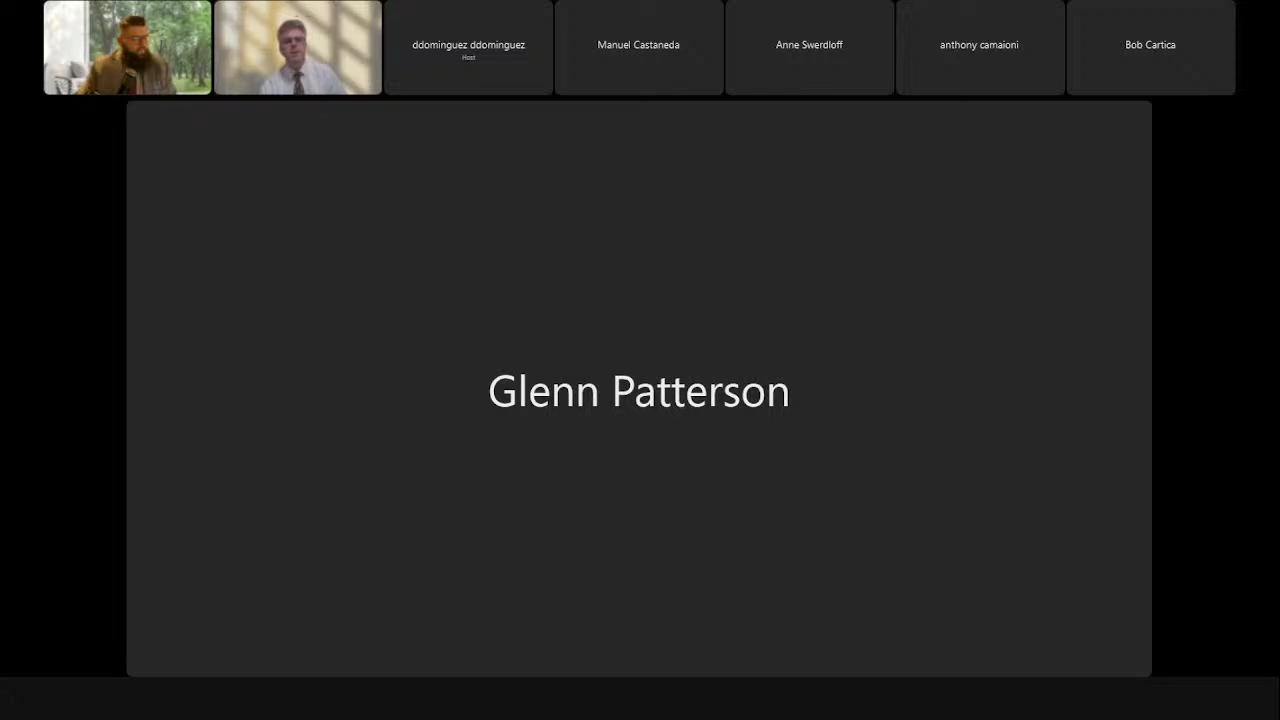 ddominguez ddominguez
Host
Manuel Castaneda
Anne Swerdloff
anthony camaioni
Bob Cartica
Glenn Patterson